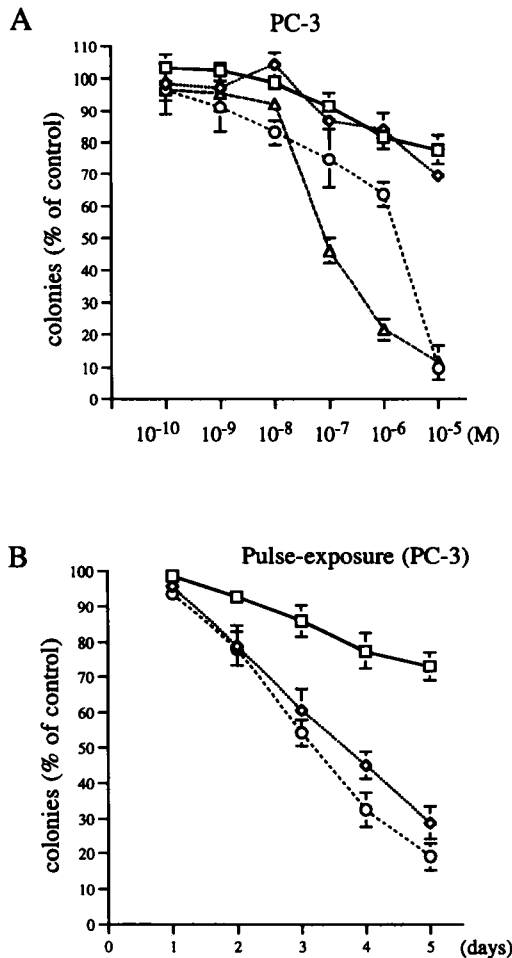 A
PC-3
colonies (% of control)
110
100
90
80
70
60
50
40
30
20
10
0
10⁻¹⁰ 10⁻⁹ 10⁻⁸ 10⁻⁷ 10⁻⁶ 10⁻⁵ (M)
B
Pulse-exposure (PC-3)
colonies (% of control)
100
90
80
70
60
50
40
30
20
10
0
0 1 2 3 4 5 (days)